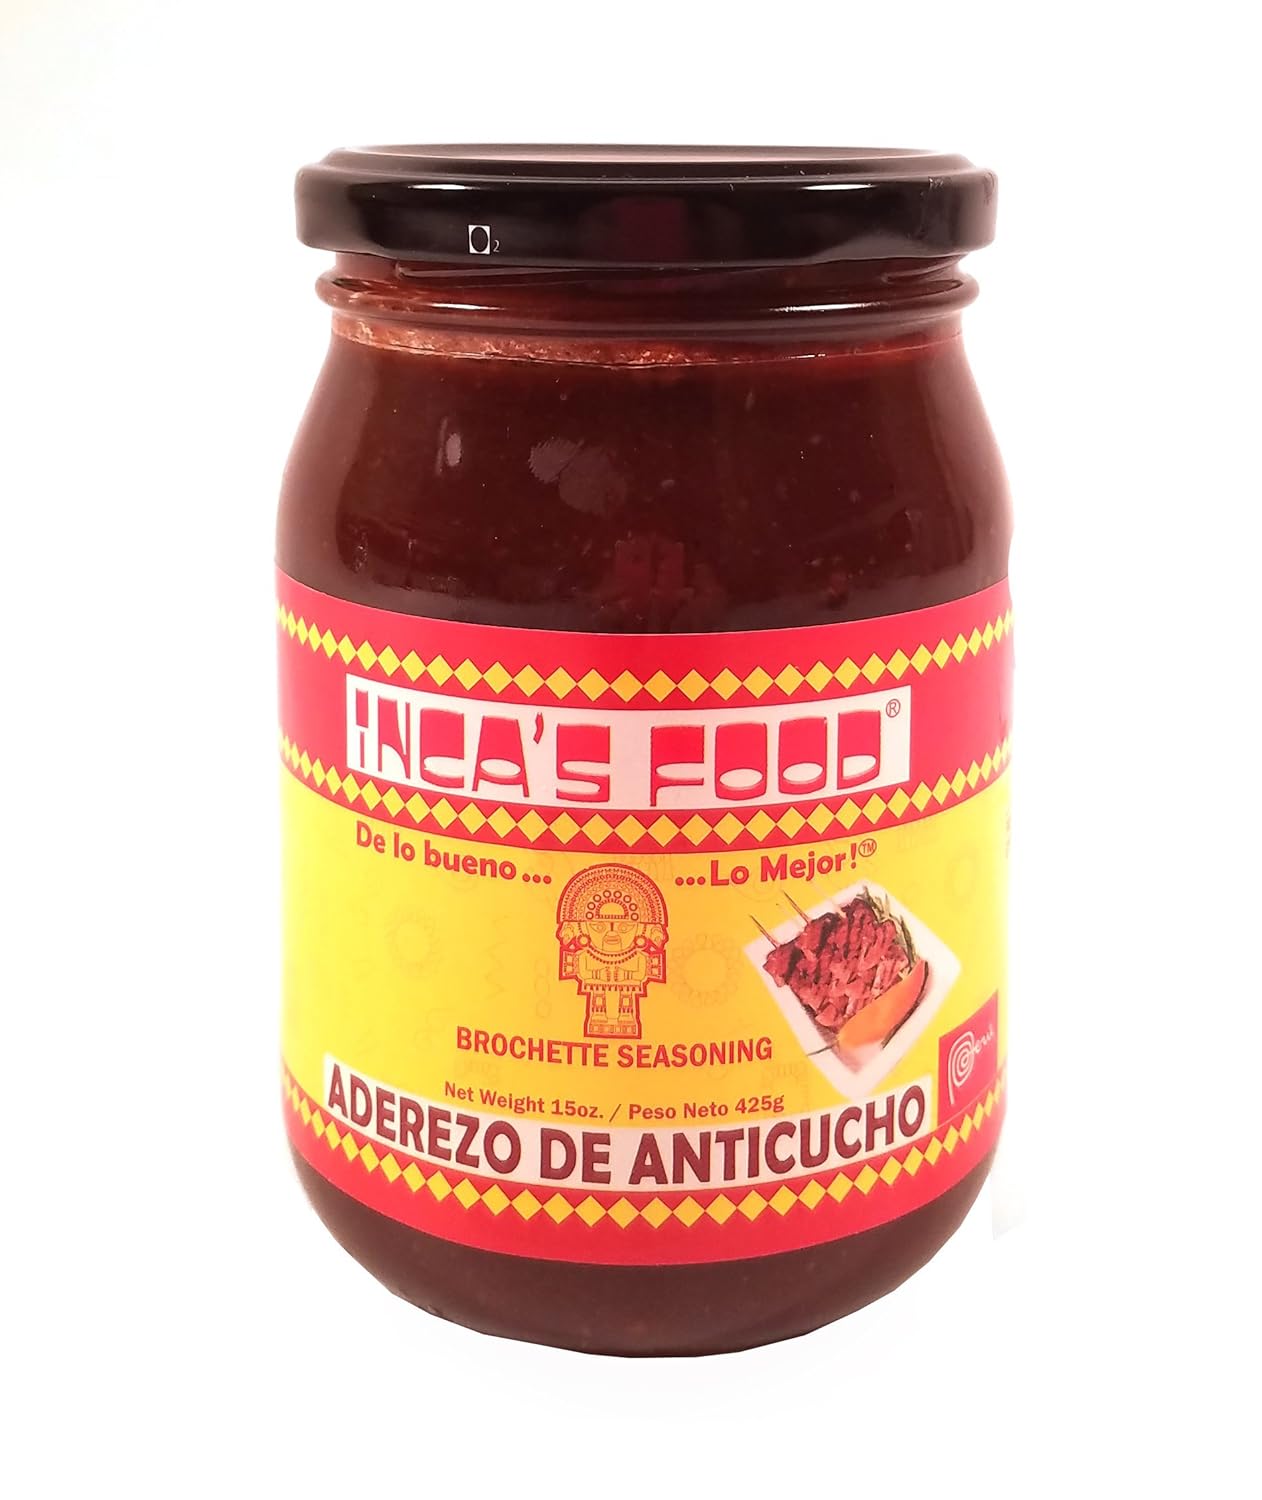 O2
INCA'S FOOD®
De lo bueno... ...Lo Mejor!™
BROCHETTE SEASONING
Net Weight 15oz. / Peso Neto 425g
ADEREZO DE ANTICUCHO
Perú